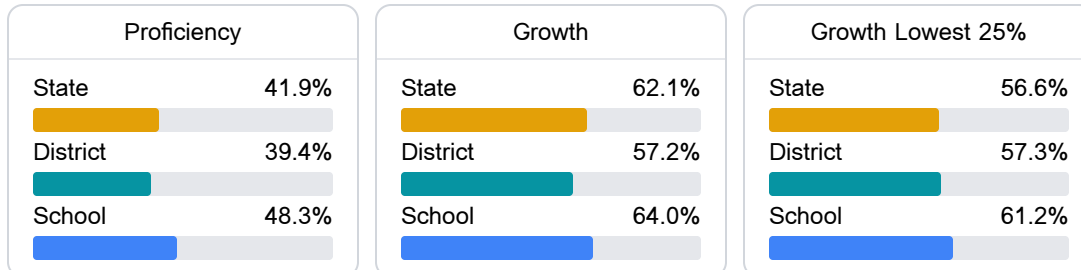 Proficiency
State 41.9%
District 39.4%
School 48.3%
Growth
State 62.1%
District 57.2%
School 64.0%
Growth Lowest 25%
State 56.6%
District 57.3%
School 61.2%